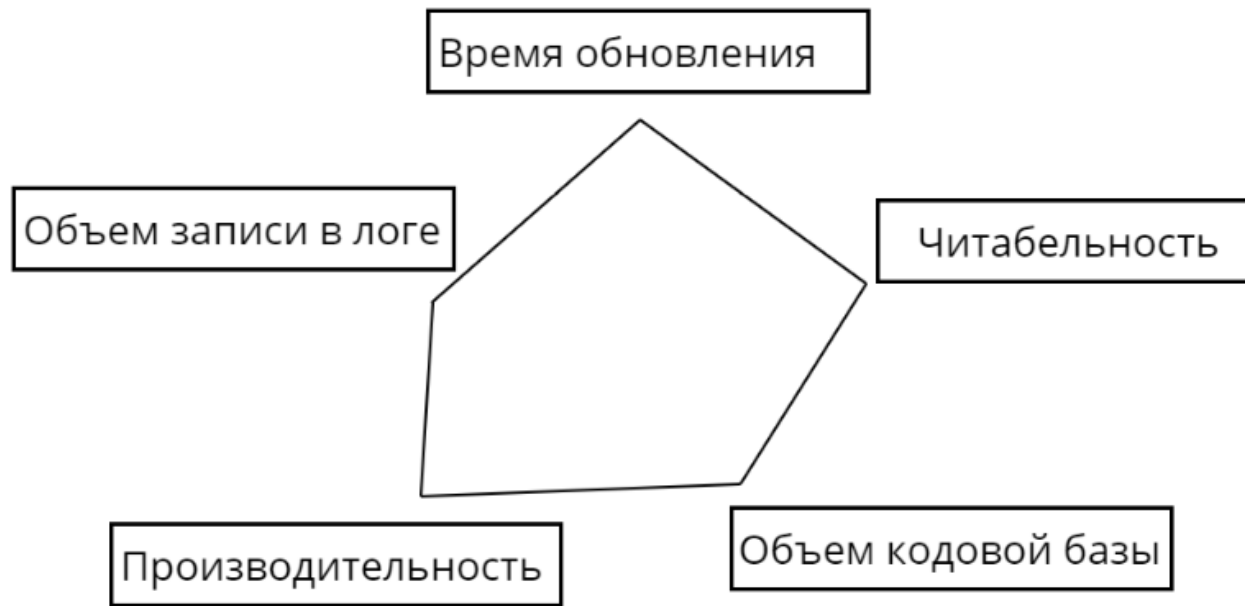 Время обновления
Объем записи в логе
Читабельность
Производительность
Объем кодовой базы